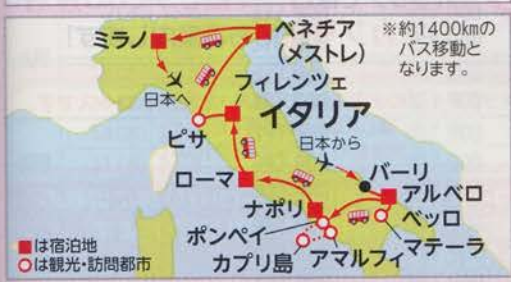 ミラノ
ベネチア
(メストレ)
※約1400kmの
バス移動と
なります。
日本へ
フィレンツェ
イタリア
ピサ
日本から
バーリ
ローマ
アルベロ
ベッロ
ナポリ
ポンペイ
マテーラ
カプリ島
アマルフィ
■は宿泊地
○は観光・訪問都市